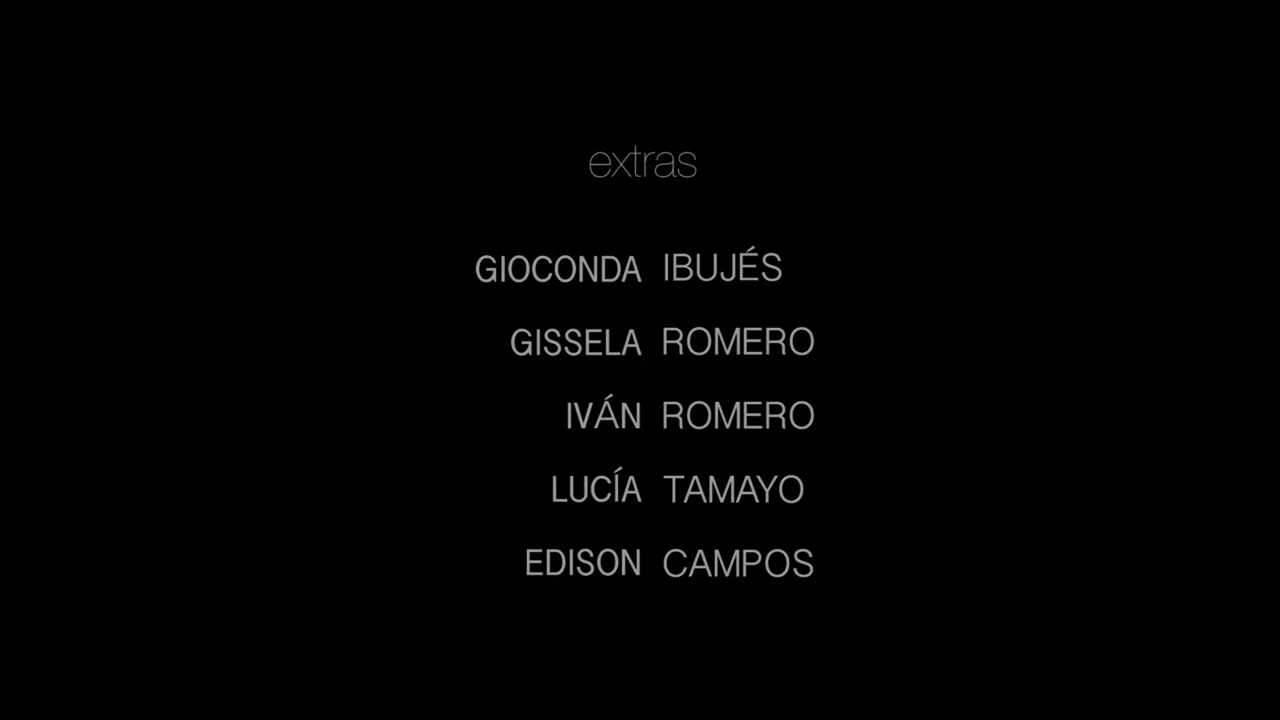 extras
GIOCONDA IBUJÉS
GISSELA ROMERO
IVÁN ROMERO
LUCÍA TAMAYO
EDISON CAMPOS